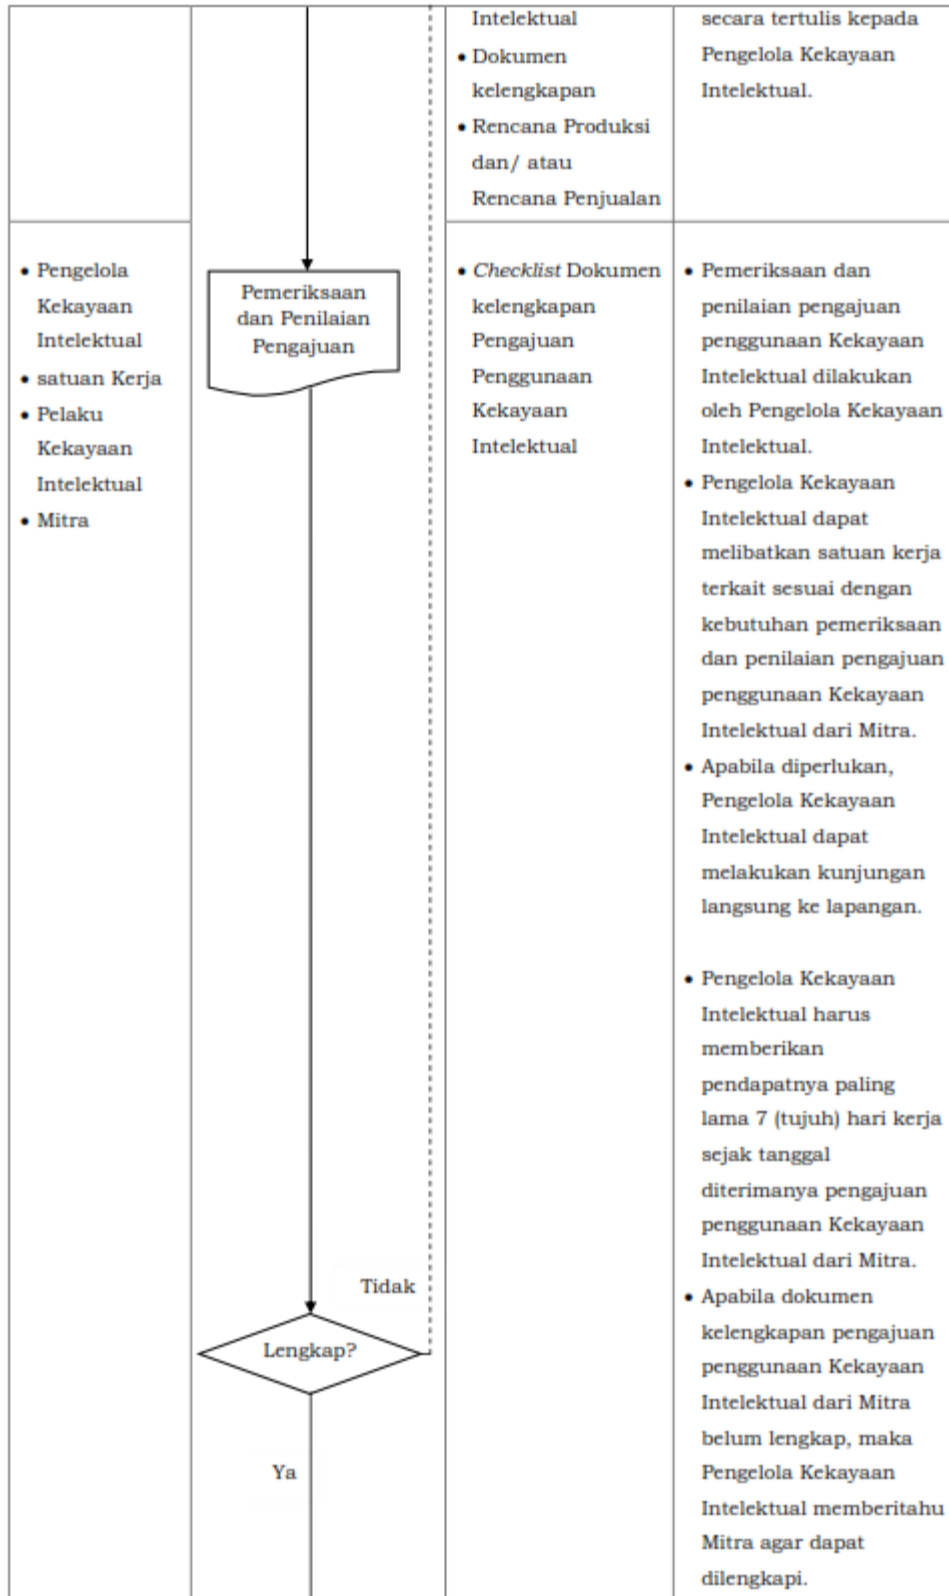 Intelektual
• Dokumen
kelengkapan
• Rencana Produksi
dan/ atau
Rencana Penjualan
secara tertulis kepada
Pengelola Kekayaan
Intelektual.
• Pengelola
Kekayaan
Intelektual
• satuan Kerja
• Pelaku
Kekayaan
Intelektual
• Mitra
Pemeriksaan
dan Penilaian
Pengajuan
Tidak
Lengkap?
Ya
• Checklist Dokumen
kelengkapan
Pengajuan
Penggunaan
Kekayaan
Intelektual
• Pemeriksaan dan
penilaian pengajuan
penggunaan Kekayaan
Intelektual dilakukan
oleh Pengelola Kekayaan
Intelektual.
• Pengelola Kekayaan
Intelektual dapat
melibatkan satuan kerja
terkait sesuai dengan
kebutuhan pemeriksaan
dan penilaian pengajuan
penggunaan Kekayaan
Intelektual dari Mitra.
• Apabila diperlukan,
Pengelola Kekayaan
Intelektual dapat
melakukan kunjungan
langsung ke lapangan.
• Pengelola Kekayaan
Intelektual harus
memberikan
pendapatnya paling
lama 7 (tujuh) hari kerja
sejak tanggal
diterimanya pengajuan
penggunaan Kekayaan
Intelektual dari Mitra.
• Apabila dokumen
kelengkapan pengajuan
penggunaan Kekayaan
Intelektual dari Mitra
belum lengkap, maka
Pengelola Kekayaan
Intelektual memberitahu
Mitra agar dapat
dilengkapi.